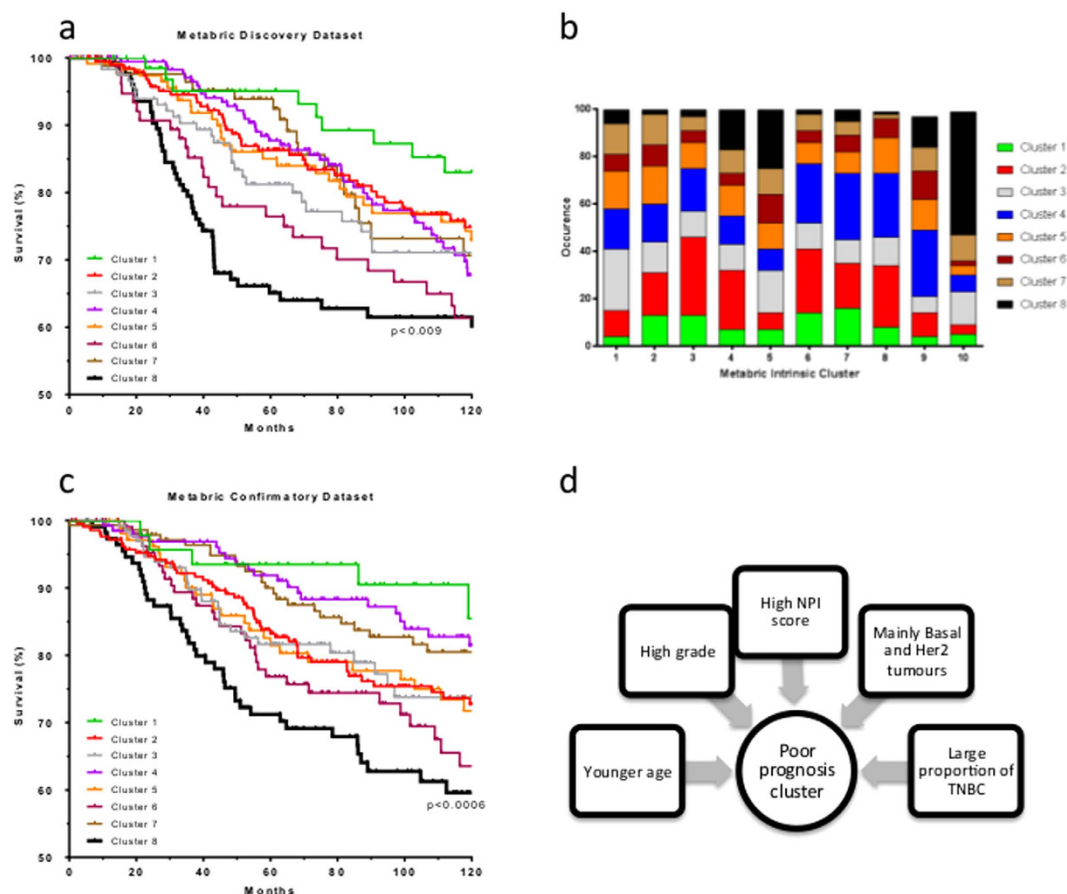 a
Metabric Discovery Dataset
100
90
80
70
60
50
0
20
40
60
80
100
120
Survival (%)
Months
Cluster 1
Cluster 2
Cluster 3
Cluster 4
Cluster 5
Cluster 6
Cluster 7
Cluster 8
p<0.009
b
100
80
60
40
20
0
Occurence
1
2
3
4
5
6
7
8
9
10
Metabric Intrinsic Cluster
Cluster 1
Cluster 2
Cluster 3
Cluster 4
Cluster 5
Cluster 6
Cluster 7
Cluster 8
c
Metabric Confirmatory Dataset
100
90
80
70
60
50
0
20
40
60
80
100
120
Survival (%)
Months
Cluster 1
Cluster 2
Cluster 3
Cluster 4
Cluster 5
Cluster 6
Cluster 7
Cluster 8
p<0.0006
d
High NPI
score
High grade
Mainly Basal
and Her2
tumours
Younger age
Poor
prognosis
cluster
Large
proportion of
TNBC